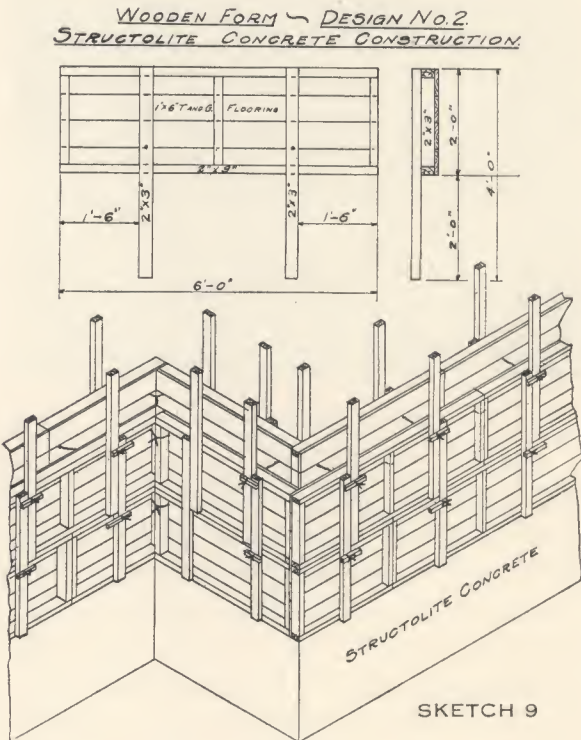 WOODEN FORM ~ DESIGN NO. 2.
STRUCTOLITE CONCRETE CONSTRUCTION.
1"x6" T AND G. FLOORING
2"x3"
2'-0"
4'-0"
2"x3"
1'-6"
2"x3"
2"x3"
1'-6"
2'-0"
6'-0"
STRUCTOLITE CONCRETE
SKETCH 9